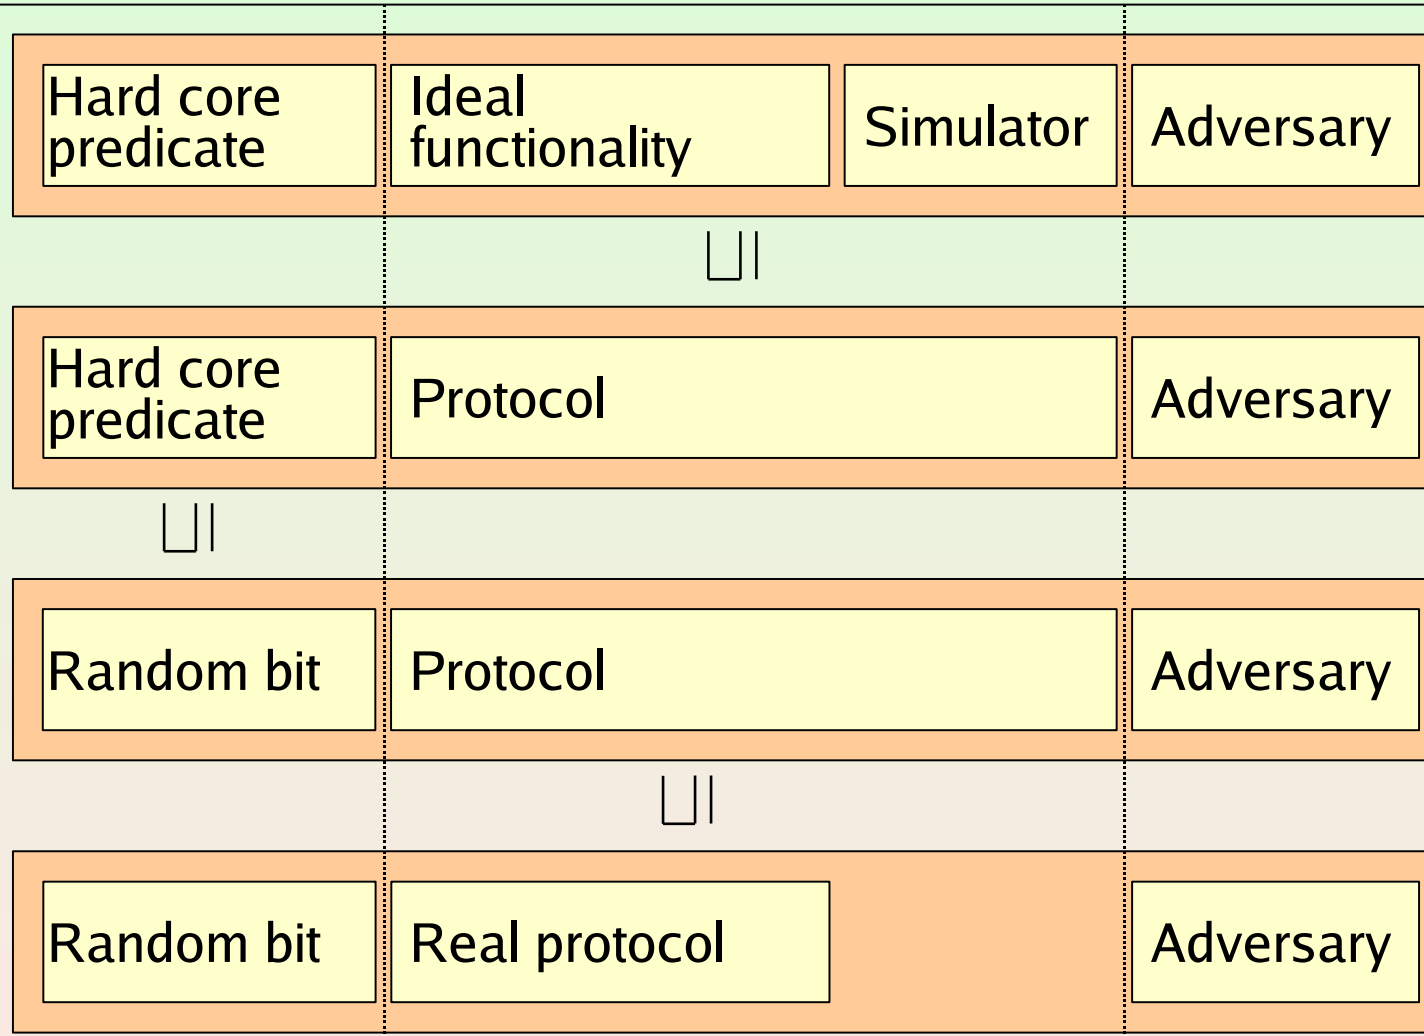 Hard core
predicate
Ideal
functionality
Simulator
Adversary
Hard core
predicate
Protocol
Adversary
Random bit
Protocol
Adversary
Random bit
Real protocol
Adversary